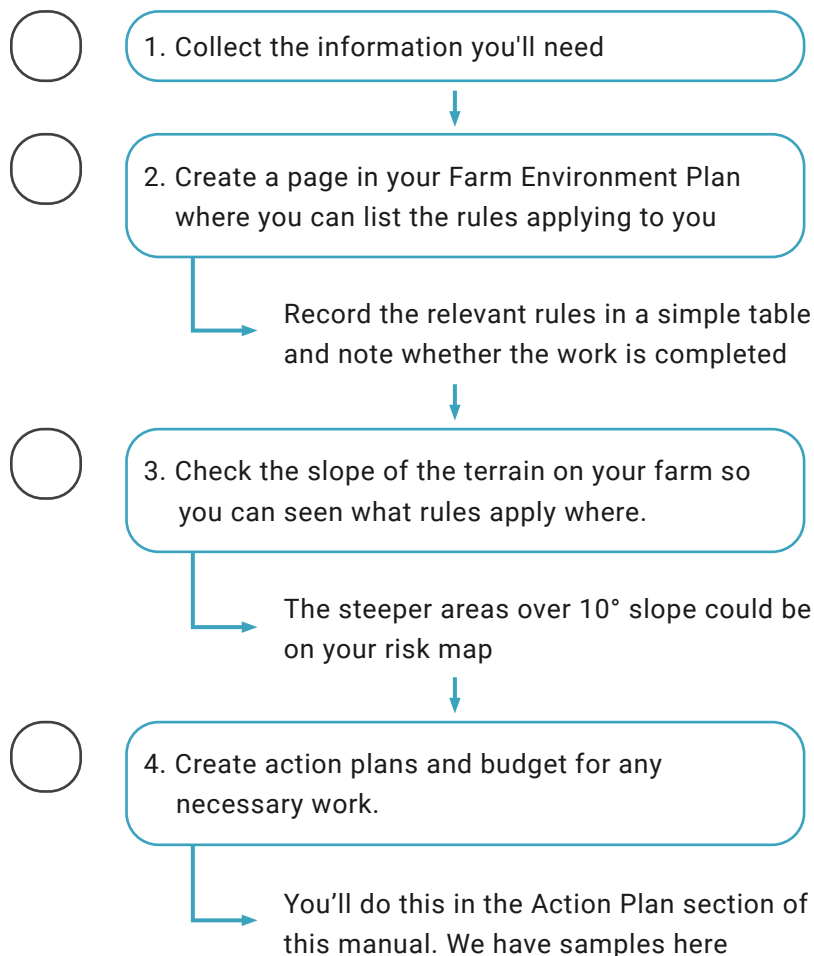 1. Collect the information you'll need
2. Create a page in your Farm Environment Plan
where you can list the rules applying to you
Record the relevant rules in a simple table
and note whether the work is completed
3. Check the slope of the terrain on your farm so
you can seen what rules apply where.
The steeper areas over 10° slope could be
on your risk map
4. Create action plans and budget for any
necessary work.
You’ll do this in the Action Plan section of
this manual. We have samples here